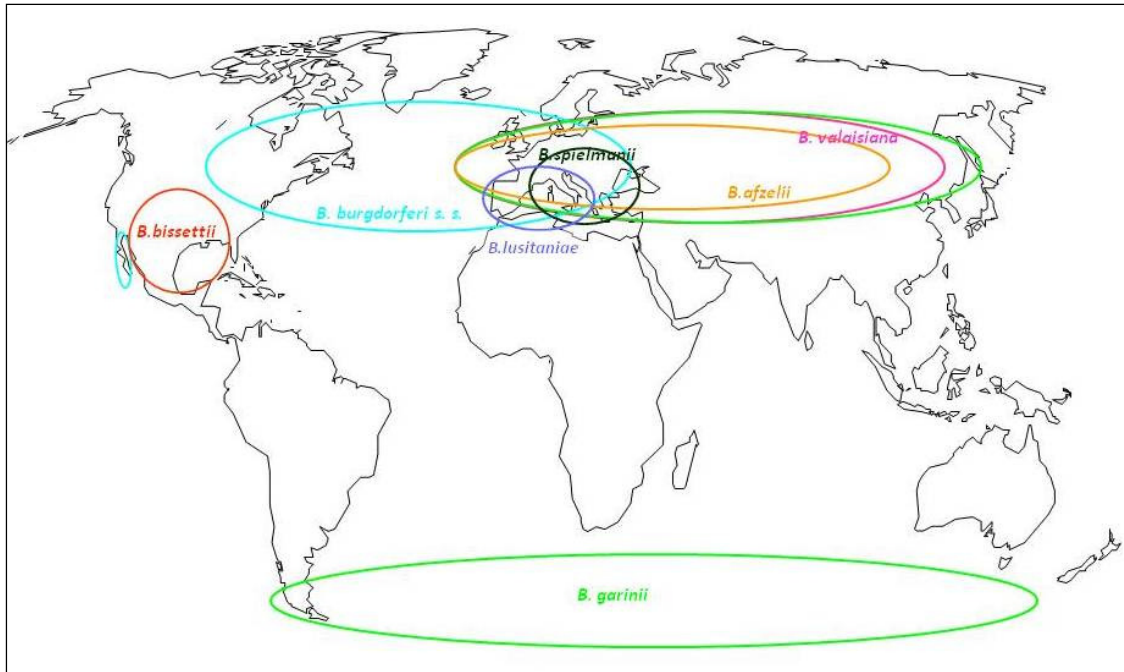 B. valaisiana
B.spielmanii
B.afzelii
B. burgdorferi s. s.
B.bissettii
B.lusitaniae
B. garinii